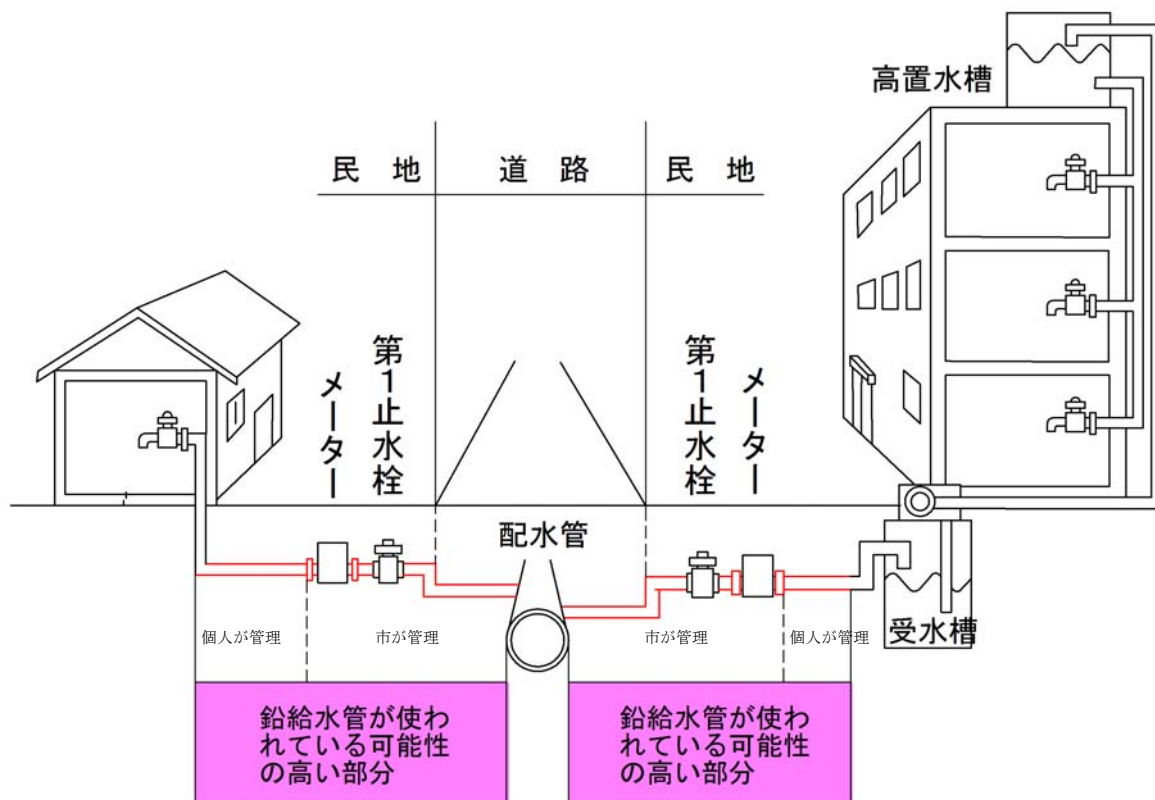 高置水槽
民　地
道　路
民　地
第1止水栓
メーター
第1止水栓
メーター
配水管
個人が管理
市が管理
市が管理
個人が管理
受水槽
鉛給水管が使わ
れている可能性
の高い部分
鉛給水管が使わ
れている可能性
の高い部分